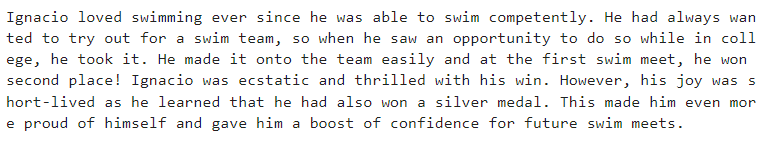 Ignacio loved swimming ever since he was able to swim competently. He had always wan
ted to try out for a swim team, so when he saw an opportunity to do so while in coll
ege, he took it. He made it onto the team easily and at the first swim meet, he won
second place! Ignacio was ecstatic and thrilled with his win. However, his joy was s
hort-lived as he learned that he had also won a silver medal. This made him even mor
e proud of himself and gave him a boost of confidence for future swim meets.